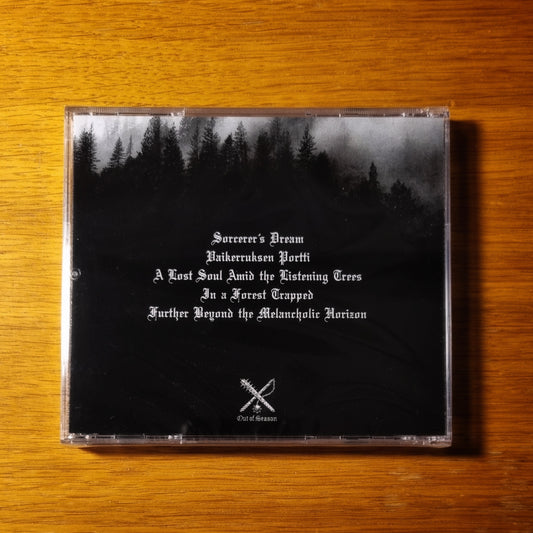 Sorcerer's Dream
Vaikerruksen Portti
A Lost Soul Amid the Listening Trees
In a Forest Trapped
Further Beyond the Melancholic Horizon
Out of Season